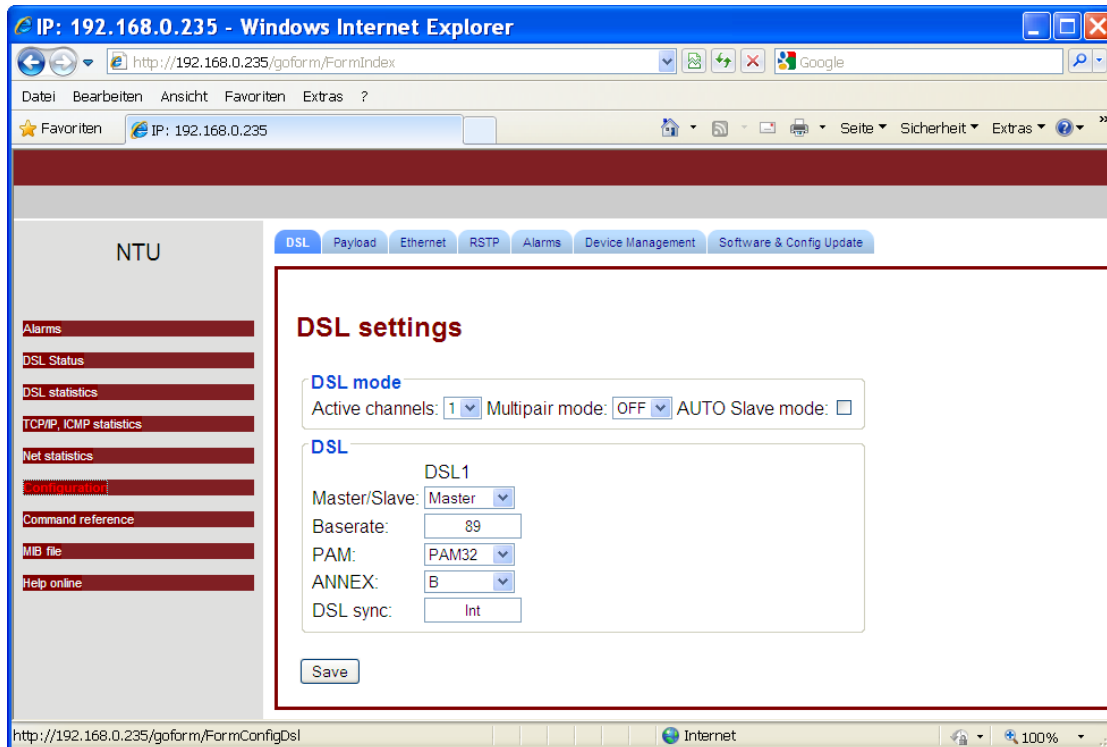 IP: 192.168.0.235 - Windows Internet Explorer
http://192.168.0.235/goform/FormIndex
Google
Datei Bearbeiten Ansicht Favoriten Extras ?
Favoriten
IP: 192.168.0.235
Seite Sicherheit Extras »
NTU
Alarms
DSL Status
DSL statistics
TCP/IP, ICMP statistics
Net statistics
Configuration
Command reference
MIB file
Help online
DSL Payload Ethernet RSTP Alarms Device Management Software & Config Update
DSL settings
DSL mode
Active channels: 1 Multipair mode: OFF AUTO Slave mode:
DSL
DSL1
Master/Slave: Master
Baserate: 89
PAM: PAM32
ANNEX: B
DSL sync: Int
Save
http://192.168.0.235/goform/FormConfigDsl
Internet
100%